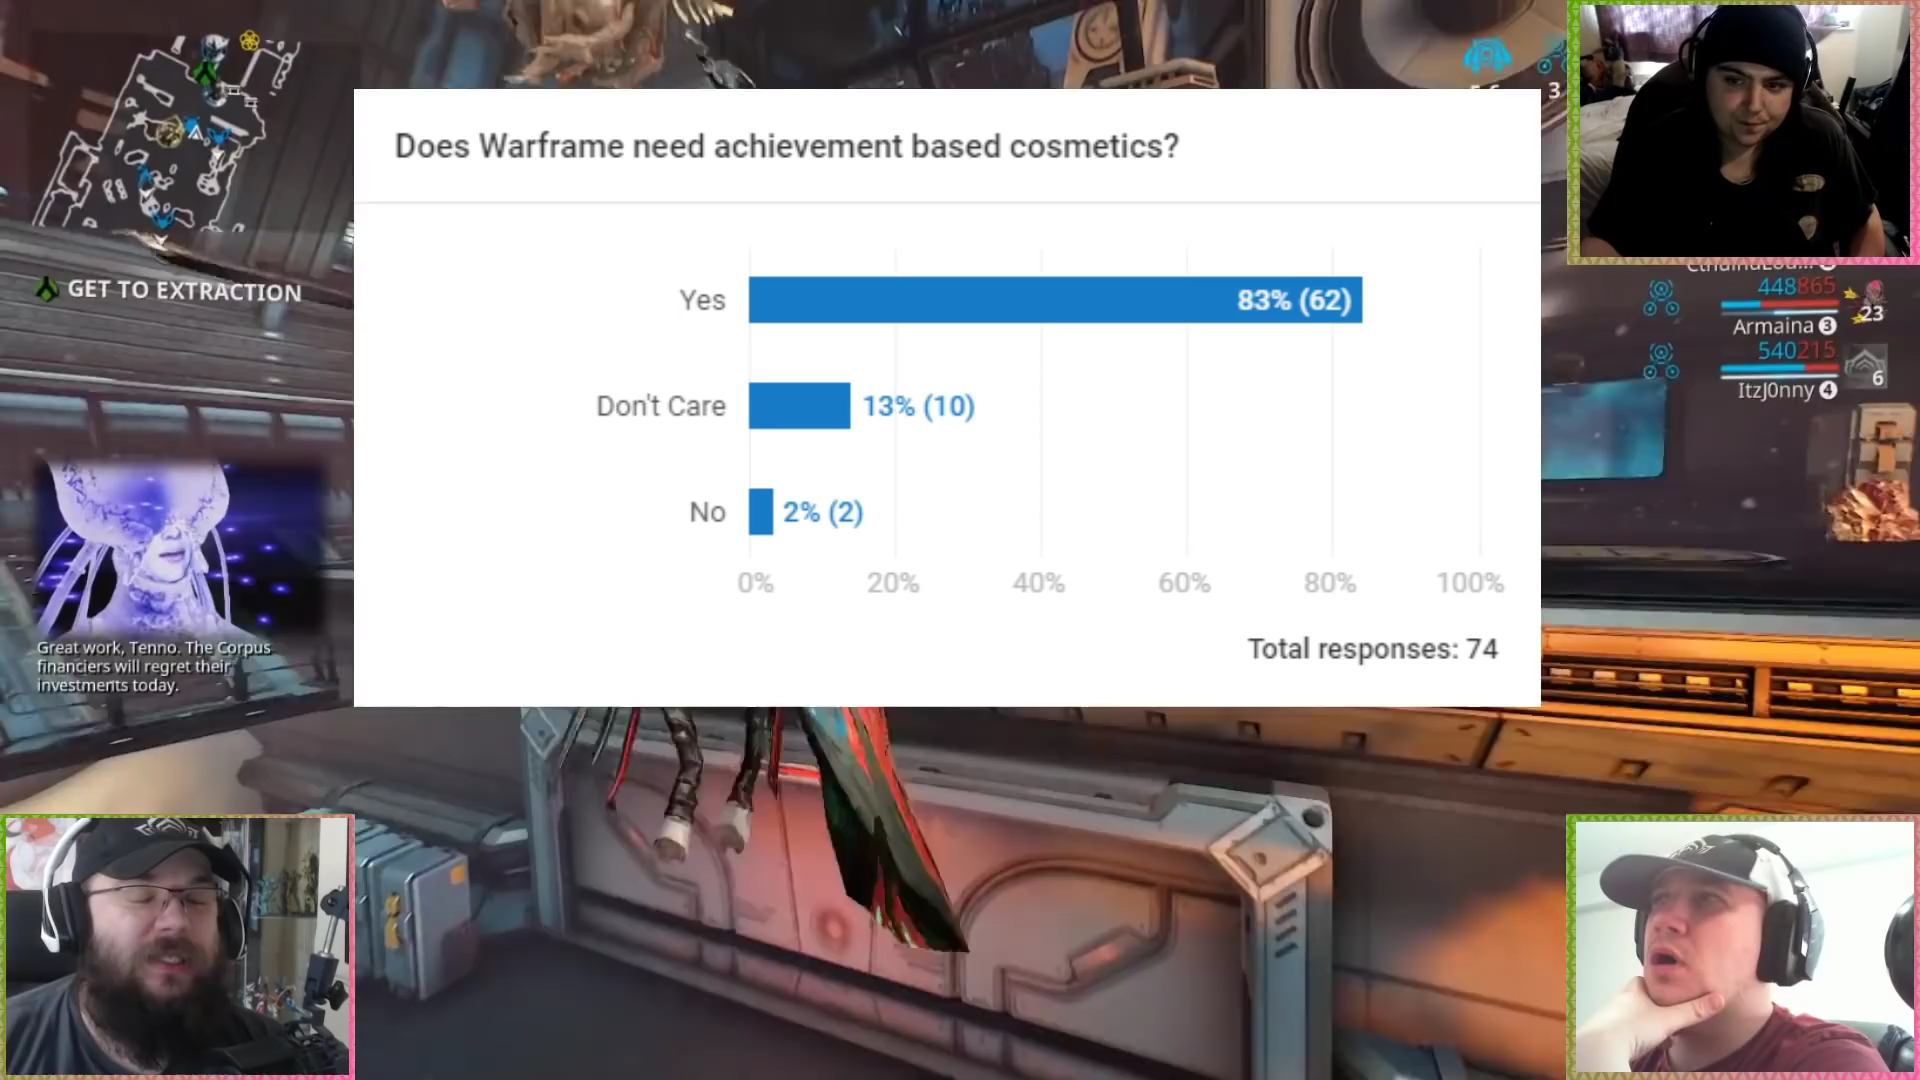 Does Warframe need achievement based cosmetics?
Yes
83% (62)
Don't Care
13% (10)
No
2% (2)
0% 20% 40% 60% 80% 100%
Total responses: 74
GET TO EXTRACTION
Great work, Tenno. The Corpus
financiers will regret their
investments today.
3
448865
23
Armaina 3
540215
6
ItzJ0nny 4